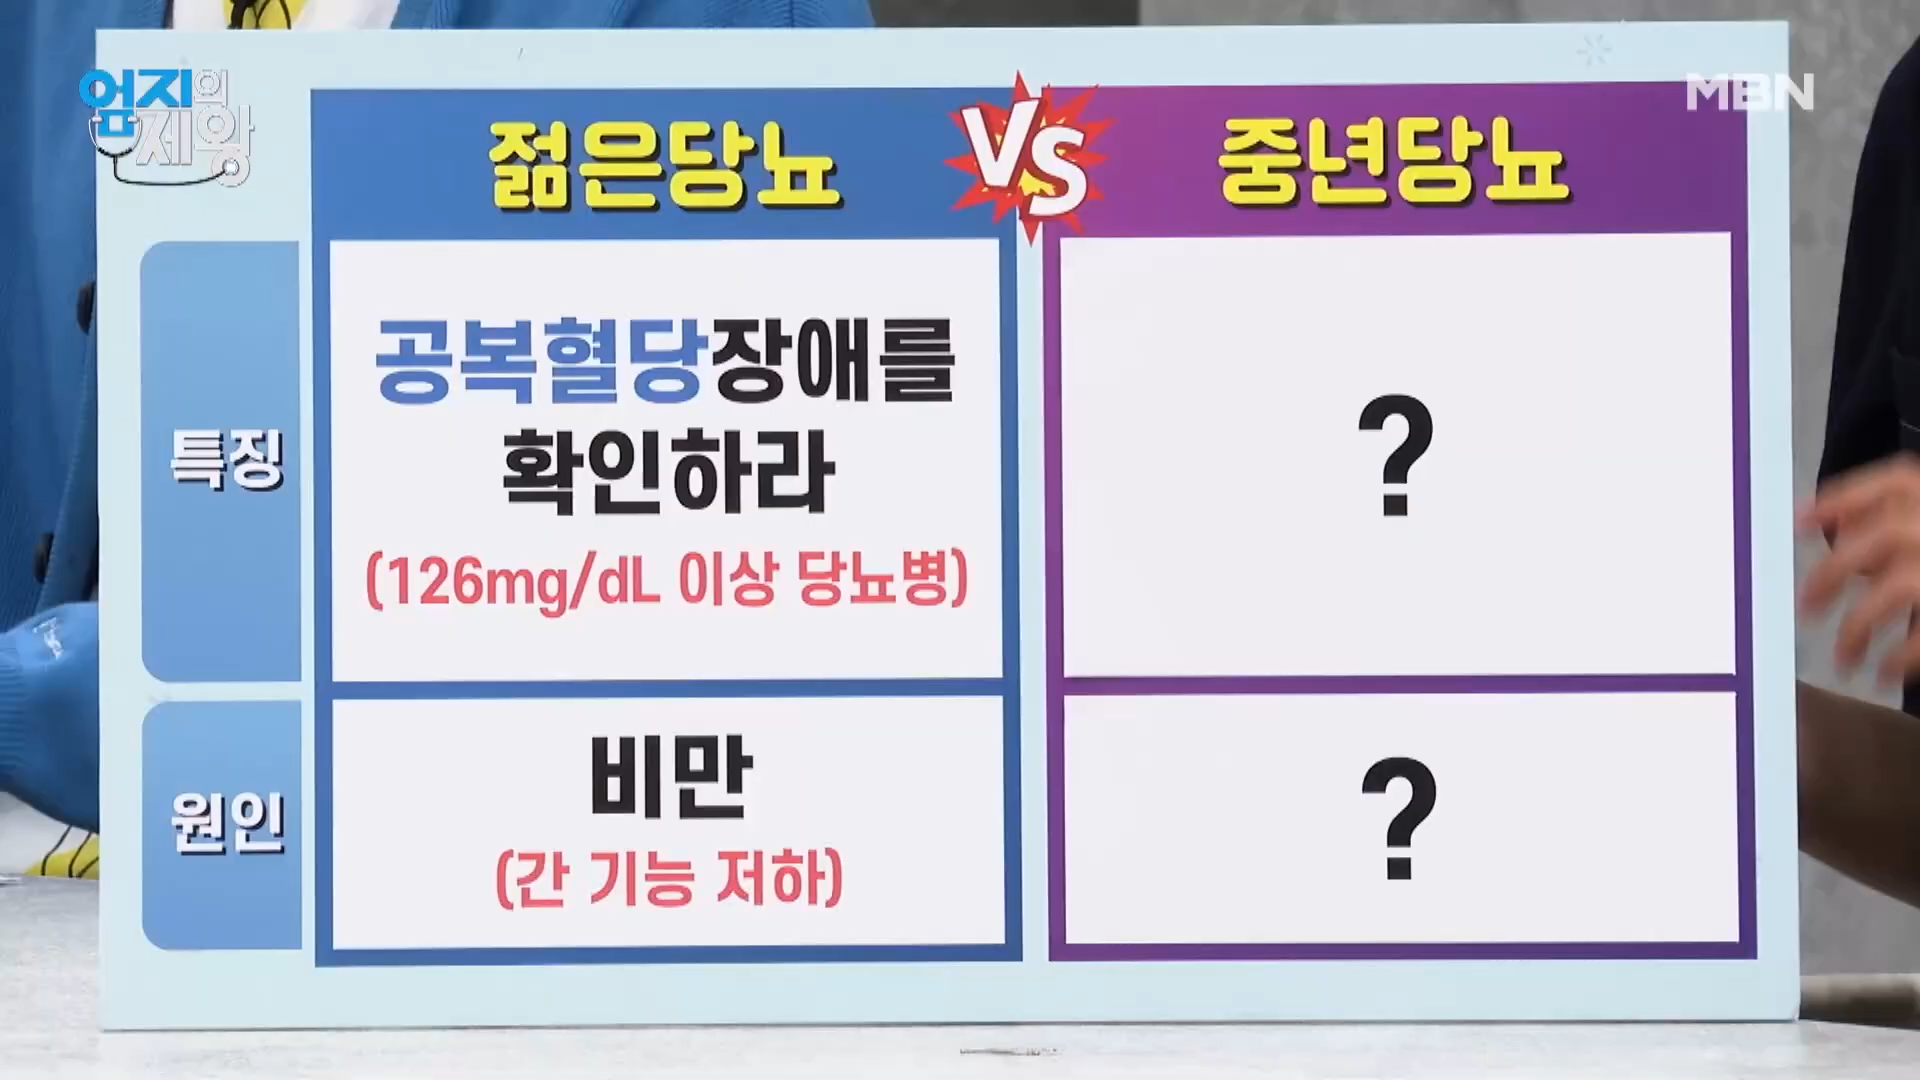 엄지의
제왕
MBN
젊은당뇨
VS
중년당뇨
특징
공복혈당장애를
확인하라
(126mg/dL 이상 당뇨병)
?
원인
비만
(간 기능 저하)
?